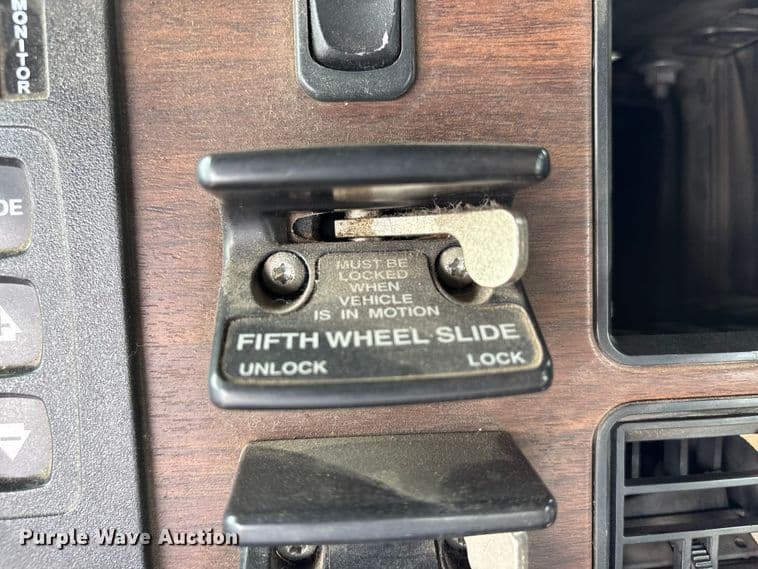 MONITOR
DE
MUST BE
LOCKED
WHEN
VEHICLE
IS IN MOTION
FIFTH WHEEL SLIDE
UNLOCK LOCK
Purple Wave Auction